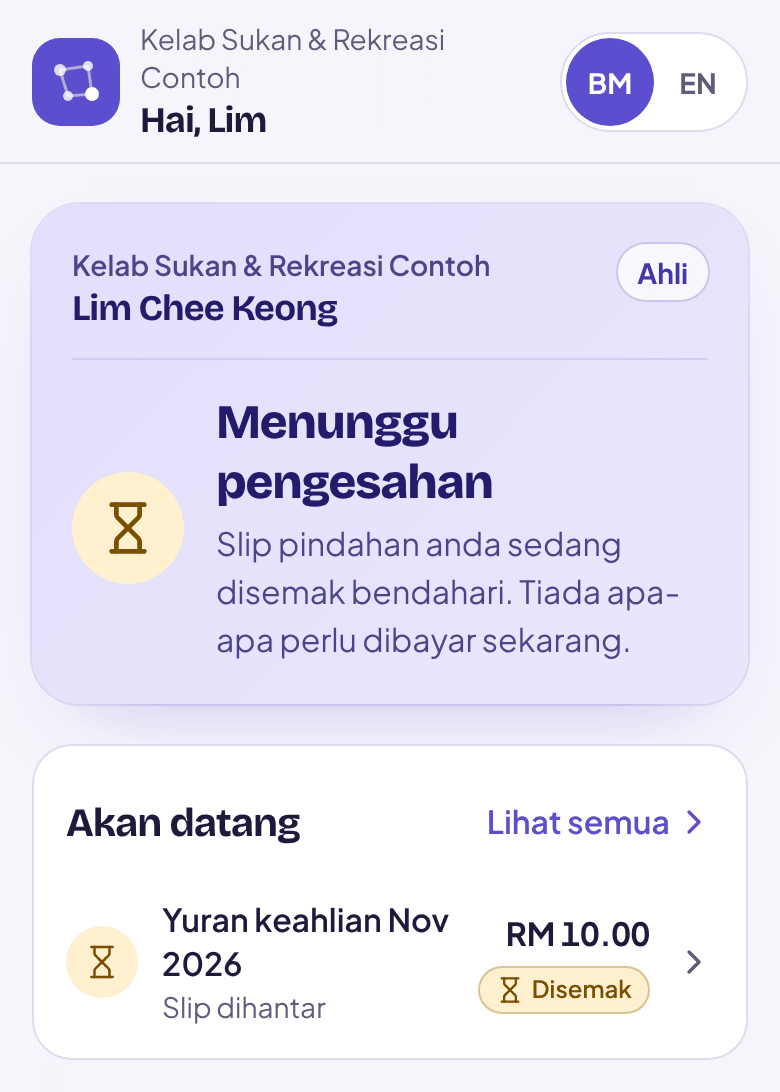 Kelab Sukan & Rekreasi
Contoh
Hai, Lim
BM
EN
Kelab Sukan & Rekreasi Contoh
Lim Chee Keong
Ahli
Menunggu
pengesahan
Slip pindahan anda sedang
disemak bendahari. Tiada apa-
apa perlu dibayar sekarang.
Akan datang
Lihat semua
Yuran keahlian Nov
2026
Slip dihantar
RM 10.00
Disemak